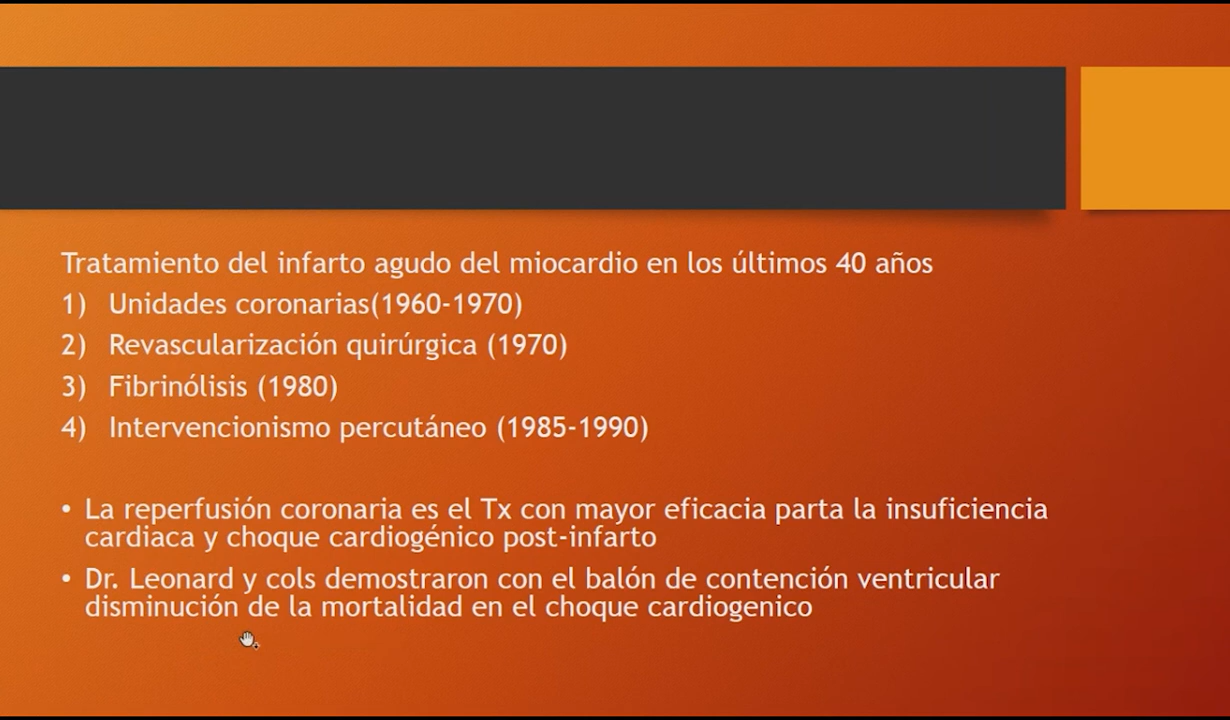 Tratamiento del infarto agudo del miocardio en los últimos 40 años
1) Unidades coronarias(1960-1970)
2) Revascularización quirúrgica (1970)
3) Fibrinólisis (1980)
4) Intervencionismo percutáneo (1985-1990)
• La reperfusión coronaria es el Tx con mayor eficacia parta la insuficiencia
cardiaca y choque cardiogénico post-infarto
• Dr. Leonard y cols demostraron con el balón de contención ventricular
disminución de la mortalidad en el choque cardiogenico